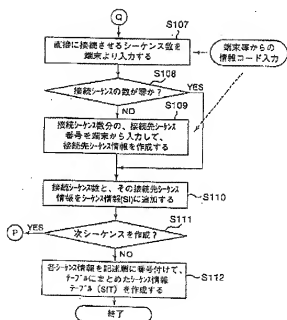 Q
S107
直接に接続させるシーケンス数を
端末より入力する
端末等からの
情報コード入力
S108
接続シーケンスの数が零か?
YES
NO
S109
接続シーケンス数分の、接続先シーケンス
番号を端末から入力して、
接続先シーケンス情報を作成する
接続シーケンス数と、その接続先シーケンス
情報をシーケンス情報(SI)に追加する
S110
S111
YES
次シーケンスを作成?
P
NO
各シーケンス情報を記述順に番号付けて、
テーブルにまとめたシーケンス情報
テーブル(SIT)を作成する
S112
終了